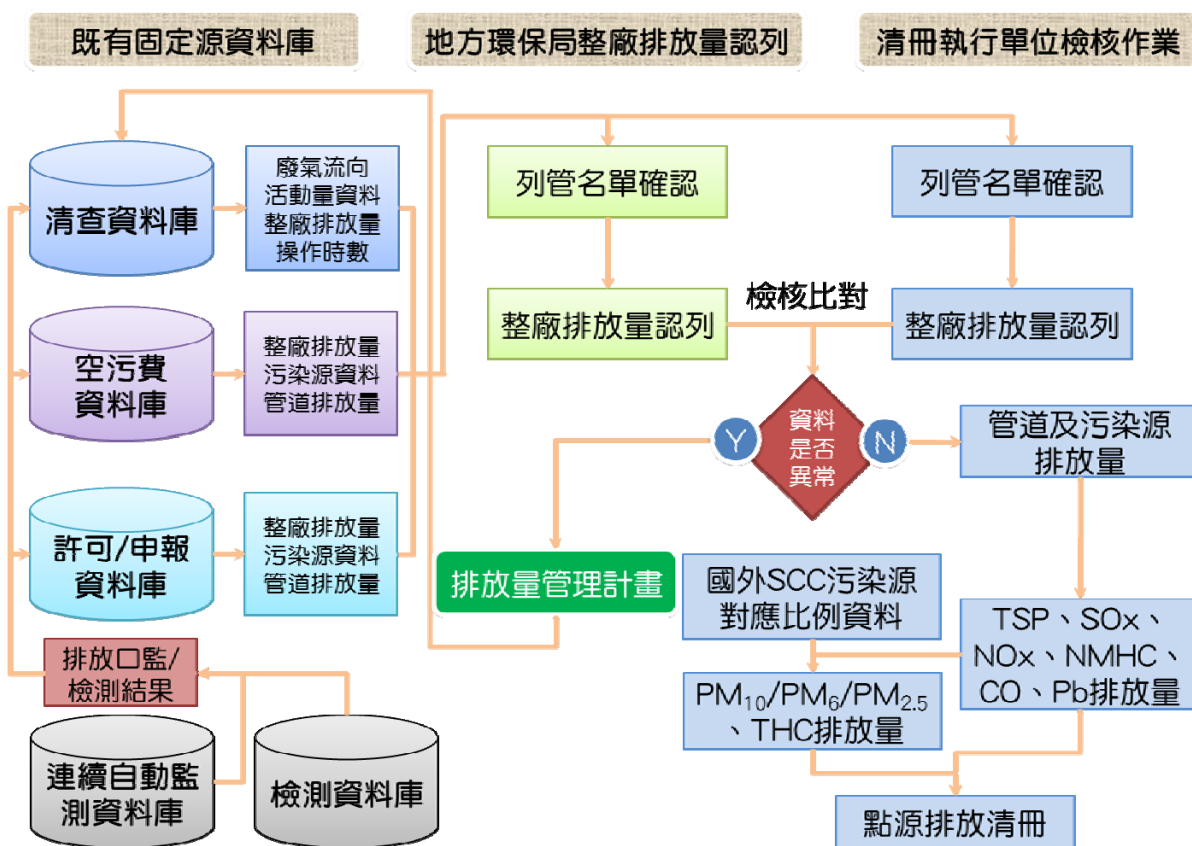 既有固定源資料庫
地方環保局整廠排放量認列
清冊執行單位檢核作業
清查資料庫
廢氣流向
活動量資料
整廠排放量
操作時數
空污費
資料庫
整廠排放量
污染源資料
管道排放量
許可/申報
資料庫
整廠排放量
污染源資料
管道排放量
排放口監/
檢測結果
連續自動監
測資料庫
檢測資料庫
列管名單確認
列管名單確認
整廠排放量認列
檢核比對
整廠排放量認列
資料
是否
異常
Y
N
管道及污染源
排放量
排放量管理計畫
國外SCC污染源
對應比例資料
TSP、SOx、
NOx、NMHC、
CO、Pb排放量
PM₁₀/PM₆/PM₂.₅
、THC排放量
點源排放清冊